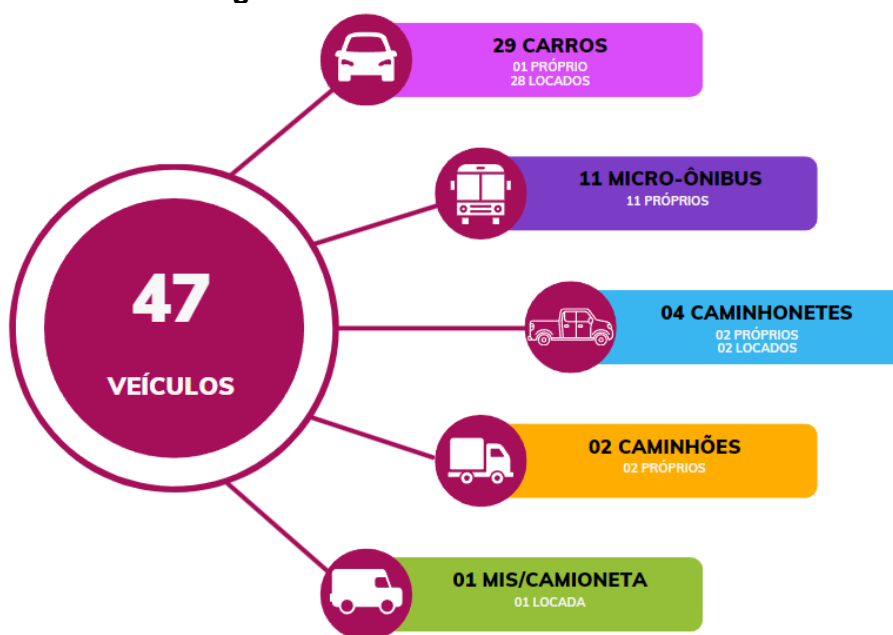 29 CARROS
01 PRÓPRIO
28 LOCADOS
11 MICRO-ÔNIBUS
11 PRÓPRIOS
47
VEÍCULOS
04 CAMINHONETES
02 PRÓPRIOS
02 LOCADOS
02 CAMINHÕES
02 PRÓPRIOS
01 MIS/CAMIONETA
01 LOCADA